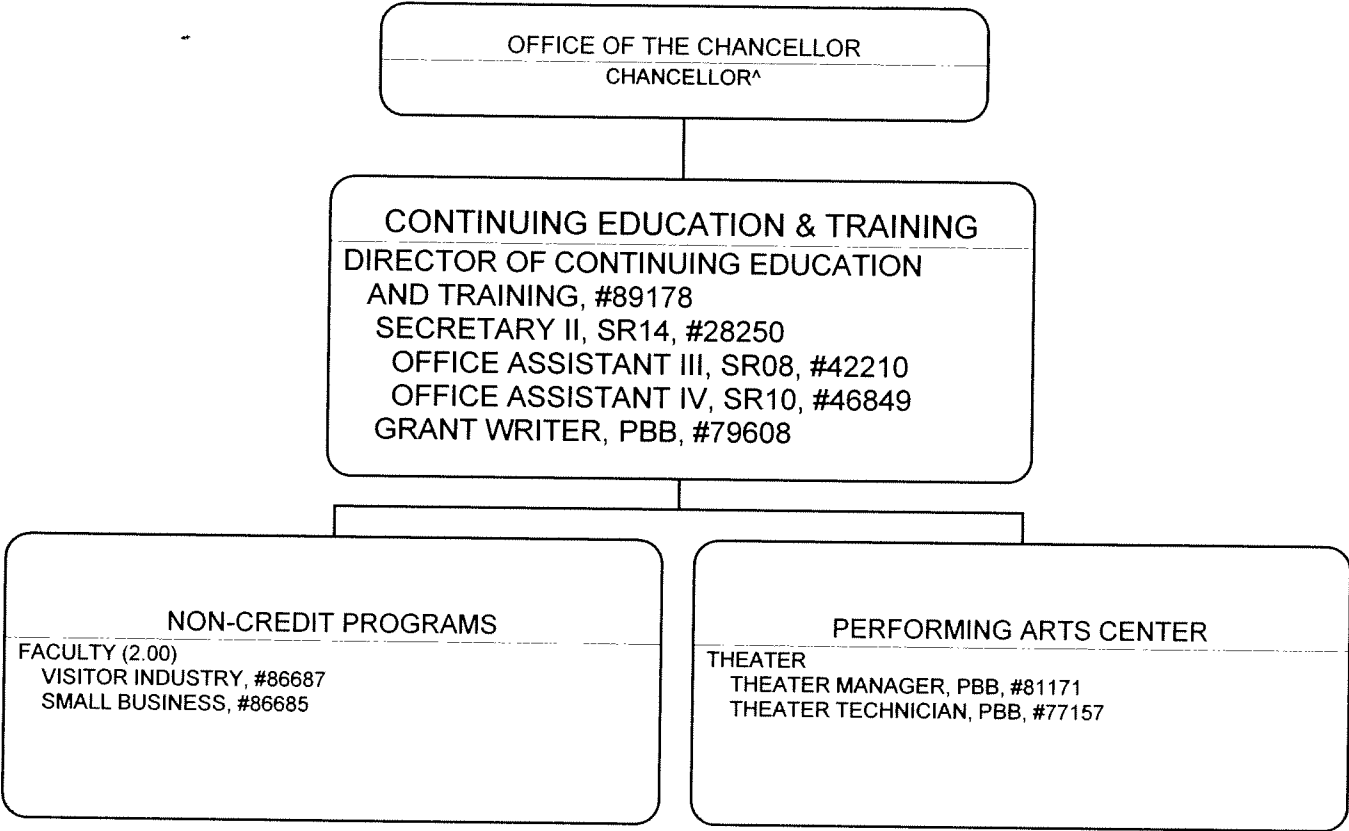 OFFICE OF THE CHANCELLOR
CHANCELLOR^
CONTINUING EDUCATION & TRAINING
DIRECTOR OF CONTINUING EDUCATION
AND TRAINING, #89178
SECRETARY II, SR14, #28250
OFFICE ASSISTANT III, SR08, #42210
OFFICE ASSISTANT IV, SR10, #46849
GRANT WRITER, PBB, #79608
NON-CREDIT PROGRAMS
FACULTY (2.00)
VISITOR INDUSTRY, #86687
SMALL BUSINESS, #86685
PERFORMING ARTS CENTER
THEATER
THEATER MANAGER, PBB, #81171
THEATER TECHNICIAN, PBB, #77157